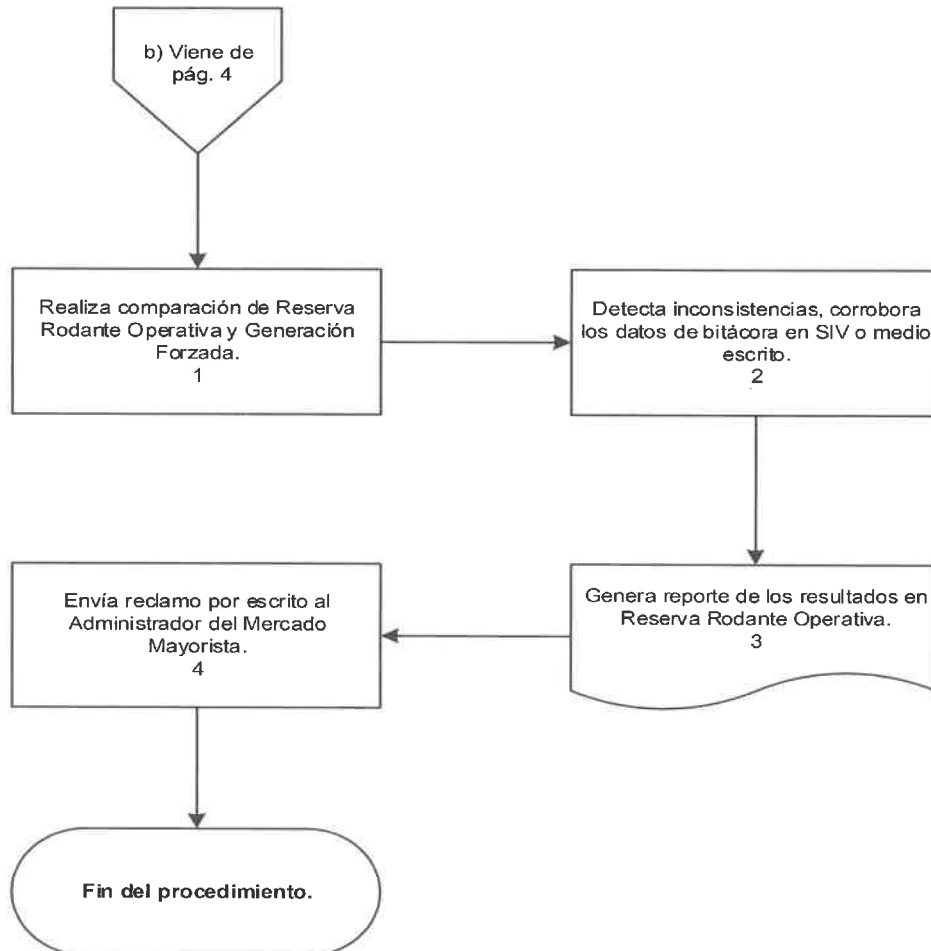 b) Viene de
pág. 4
Realiza comparación de Reserva
Rodante Operativa y Generación
Forzada.
1
Detecta inconsistencias, corrobora
los datos de bitácora en SIV o medio
escrito.
2
Genera reporte de los resultados en
Reserva Rodante Operativa.
3
Envía reclamo por escrito al
Administrador del Mercado
Mayorista.
4
Fin del procedimiento.